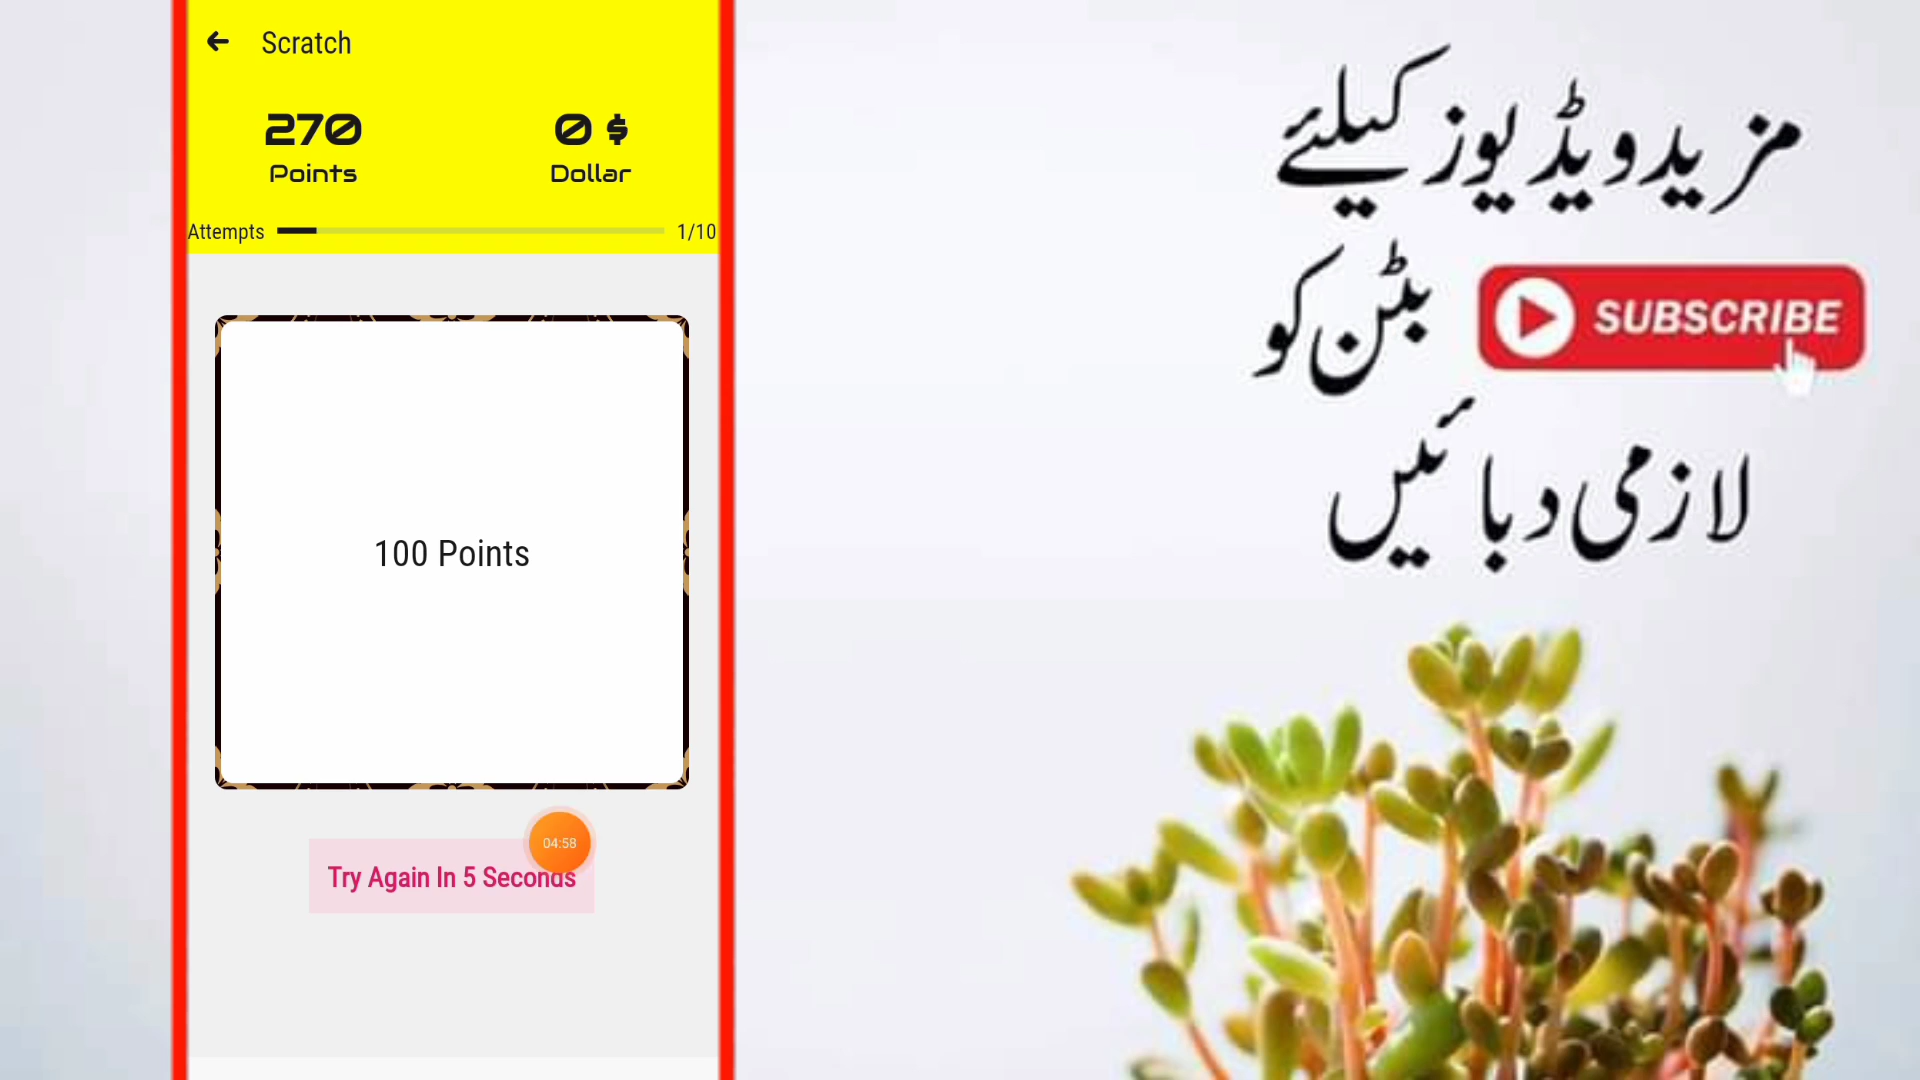 Scratch
270
Points
0 $
Dollar
Attempts
1/10
100 Points
04:58
Try Again In 5 Seconds
مزید ویڈیوز کیلئے
SUBSCRIBE بٹن کو
لازمی دبائیں